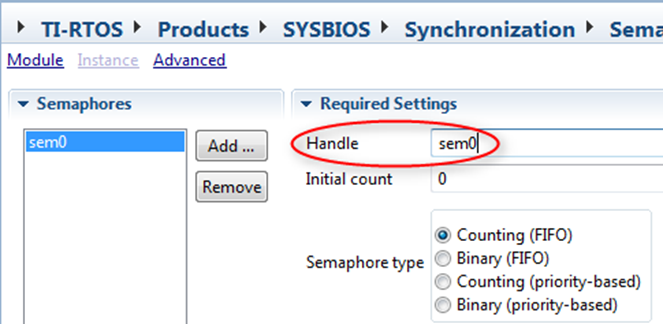 TI-RTOS Products SYSBIOS Synchronization
Module Instance Advanced
Semaphores
Required Settings
sem0
Add ...
Remove
Handle sem0
Initial count 0
Semaphore type
Counting (FIFO)
Binary (FIFO)
Counting (priority-based)
Binary (priority-based)